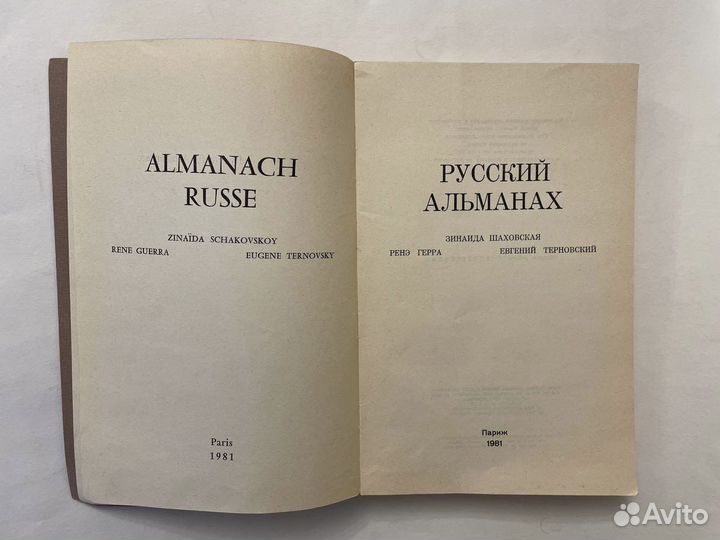 ALMANACH
RUSSE
ZINAÏDA SCHAKOVSKOY
RENE GUERRA EUGENE TERNOVSKY
Paris
1981
РУССКИЙ
АЛЬМАНАХ
ЗИНАИДА ШАХОВСКАЯ
РЕНЭ ГЕРРА ЕВГЕНИЙ ТЕРНОВСКИЙ
Париж
1981
Avito